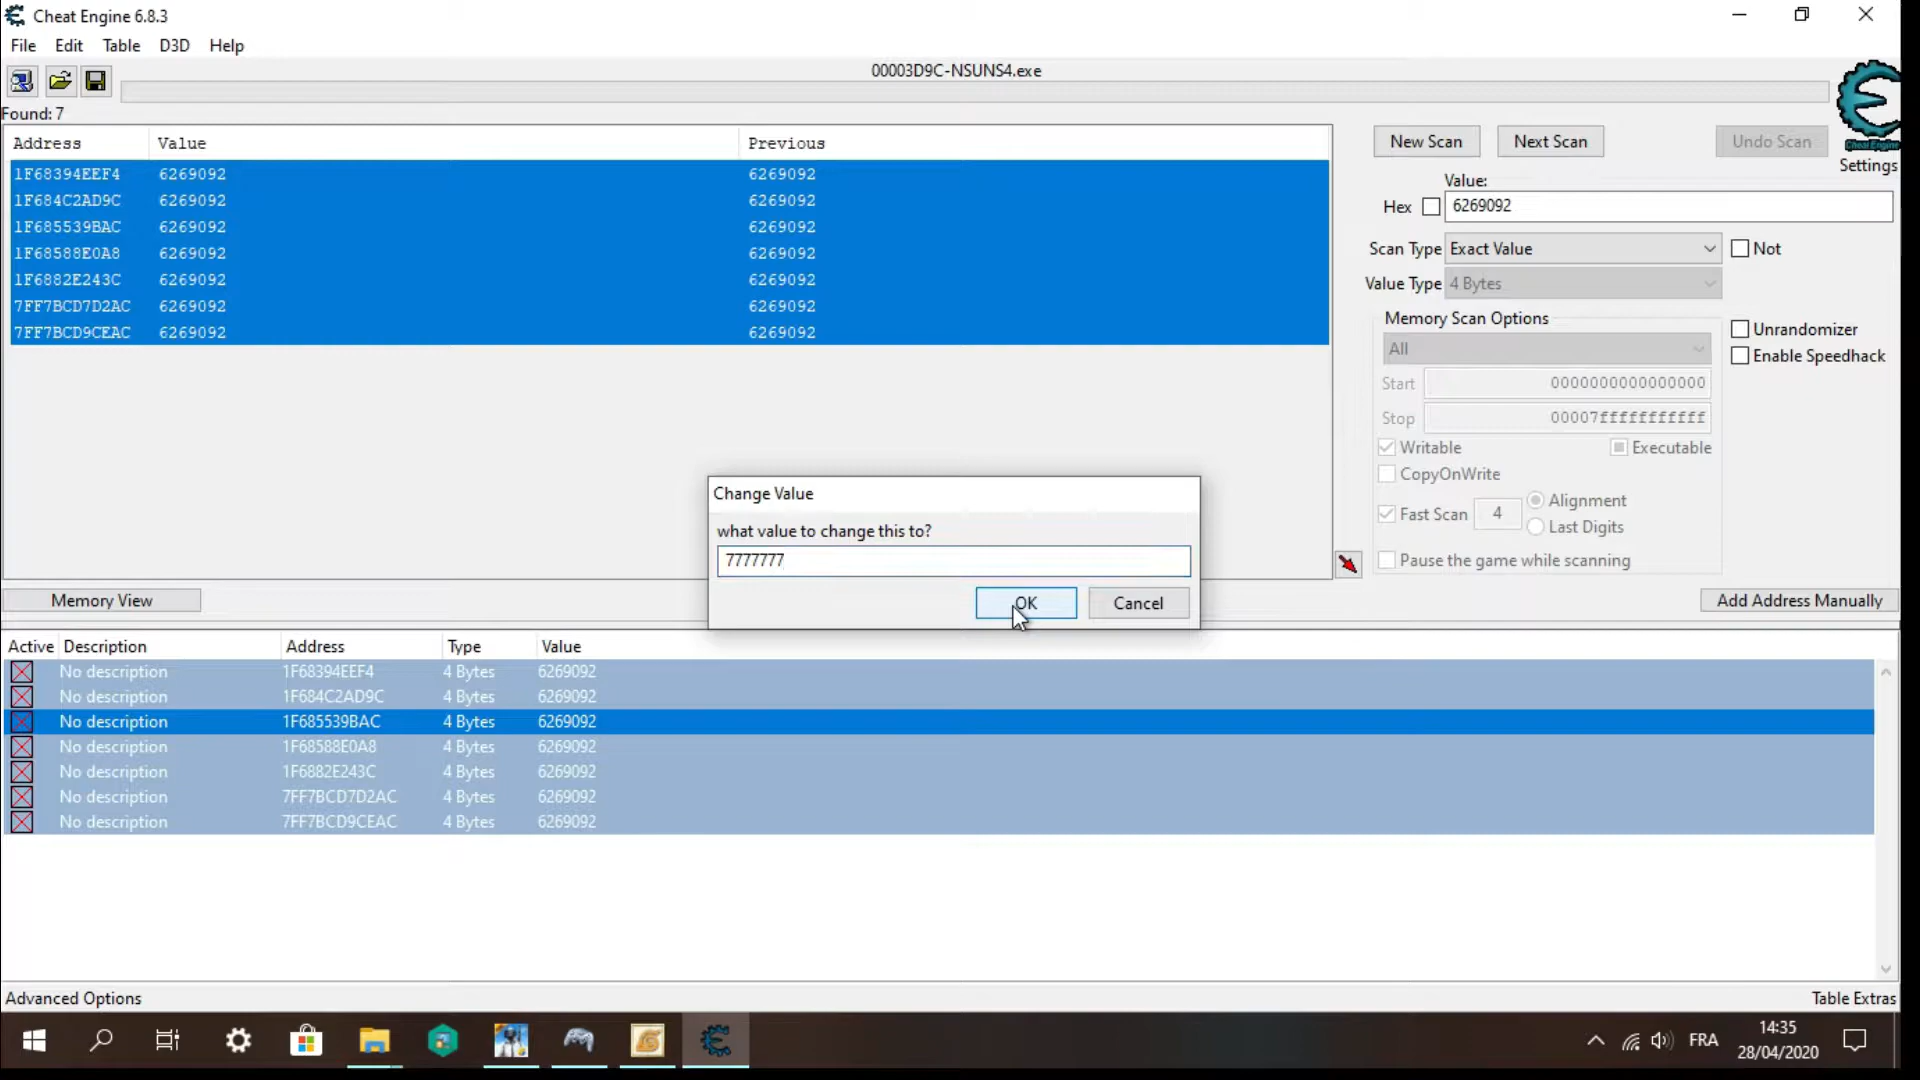 Cheat Engine 6.8.3
File Edit Table D3D Help
00003D9C-NSUNS4.exe
Found: 7
Address Value Previous
1F68394EEF4 6269092 6269092
1F684C2AD9C 6269092 6269092
1F685539BAC 6269092 6269092
1F68588E0A8 6269092 6269092
1F6882E243C 6269092 6269092
7FF7BCD7D2AC 6269092 6269092
7FF7BCD9CEAC 6269092 6269092
New Scan Next Scan Undo Scan
Cheat Engine
Settings
Value:
Hex 6269092
Scan Type Exact Value Not
Value Type 4 Bytes
Memory Scan Options
All
Unrandomizer
Enable Speedhack
Start 0000000000000000
Stop 00007fffffffffff
Writable Executable
CopyOnWrite
Fast Scan 4 Alignment
Last Digits
Pause the game while scanning
Change Value
what value to change this to?
7777777
OK Cancel
Memory View Add Address Manually
Active Description Address Type Value
No description 1F68394EEF4 4 Bytes 6269092
No description 1F684C2AD9C 4 Bytes 6269092
No description 1F685539BAC 4 Bytes 6269092
No description 1F68588E0A8 4 Bytes 6269092
No description 1F6882E243C 4 Bytes 6269092
No description 7FF7BCD7D2AC 4 Bytes 6269092
No description 7FF7BCD9CEAC 4 Bytes 6269092
Advanced Options Table Extras
FRA
14:35
28/04/2020